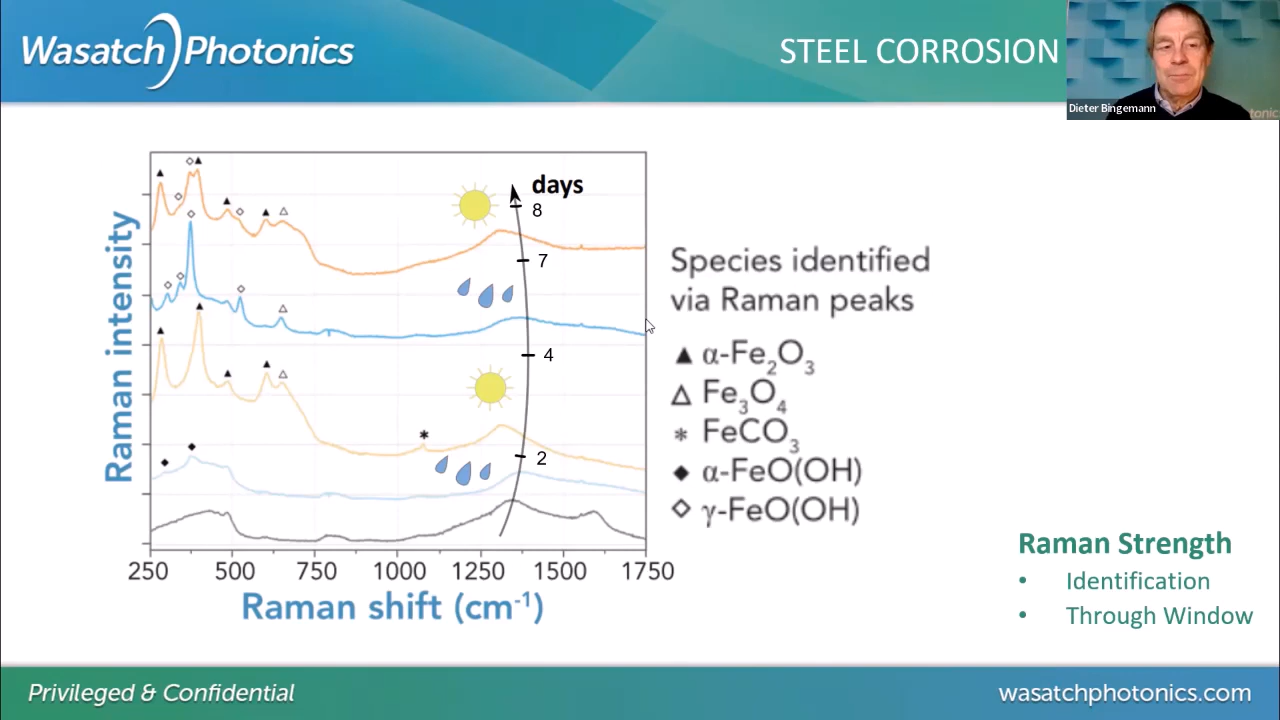 Wasatch Photonics
STEEL CORROSION
Dieter Bingemann
days
8
7
4
2
Raman intensity
250 500 750 1000 1250 1500 1750
Raman shift (cm⁻¹)
Species identified
via Raman peaks
▲ α-Fe₂O₃
△ Fe₃O₄
* FeCO₃
◆ α-FeO(OH)
◇ γ-FeO(OH)
Raman Strength
• Identification
• Through Window
Privileged & Confidential
wasatchphotonics.com